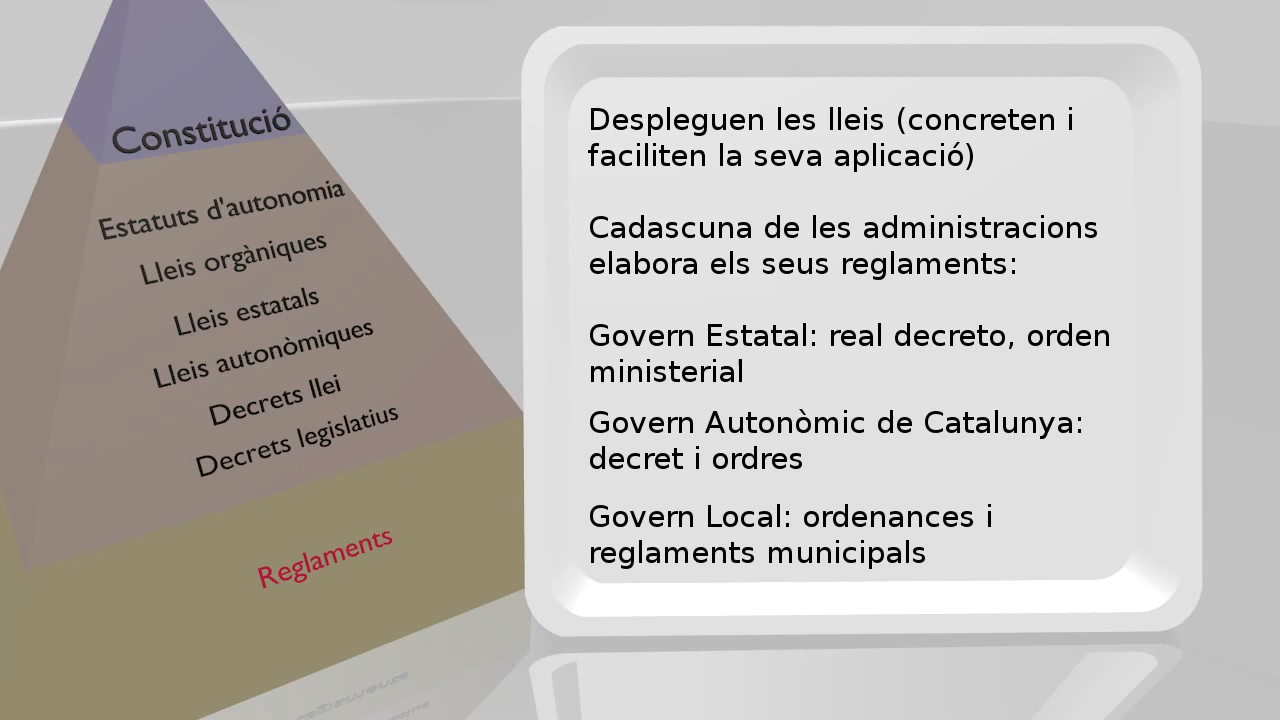 Constitució
Estatuts d'autonomia
Lleis orgàniques
Lleis estatals
Lleis autonòmiques
Decrets llei
Decrets legislatius
Reglaments
Despleguen les lleis (concreten i
faciliten la seva aplicació)
Cadascuna de les administracions
elabora els seus reglaments:
Govern Estatal: real decreto, orden
ministerial
Govern Autonòmic de Catalunya:
decret i ordres
Govern Local: ordenances i
reglaments municipals